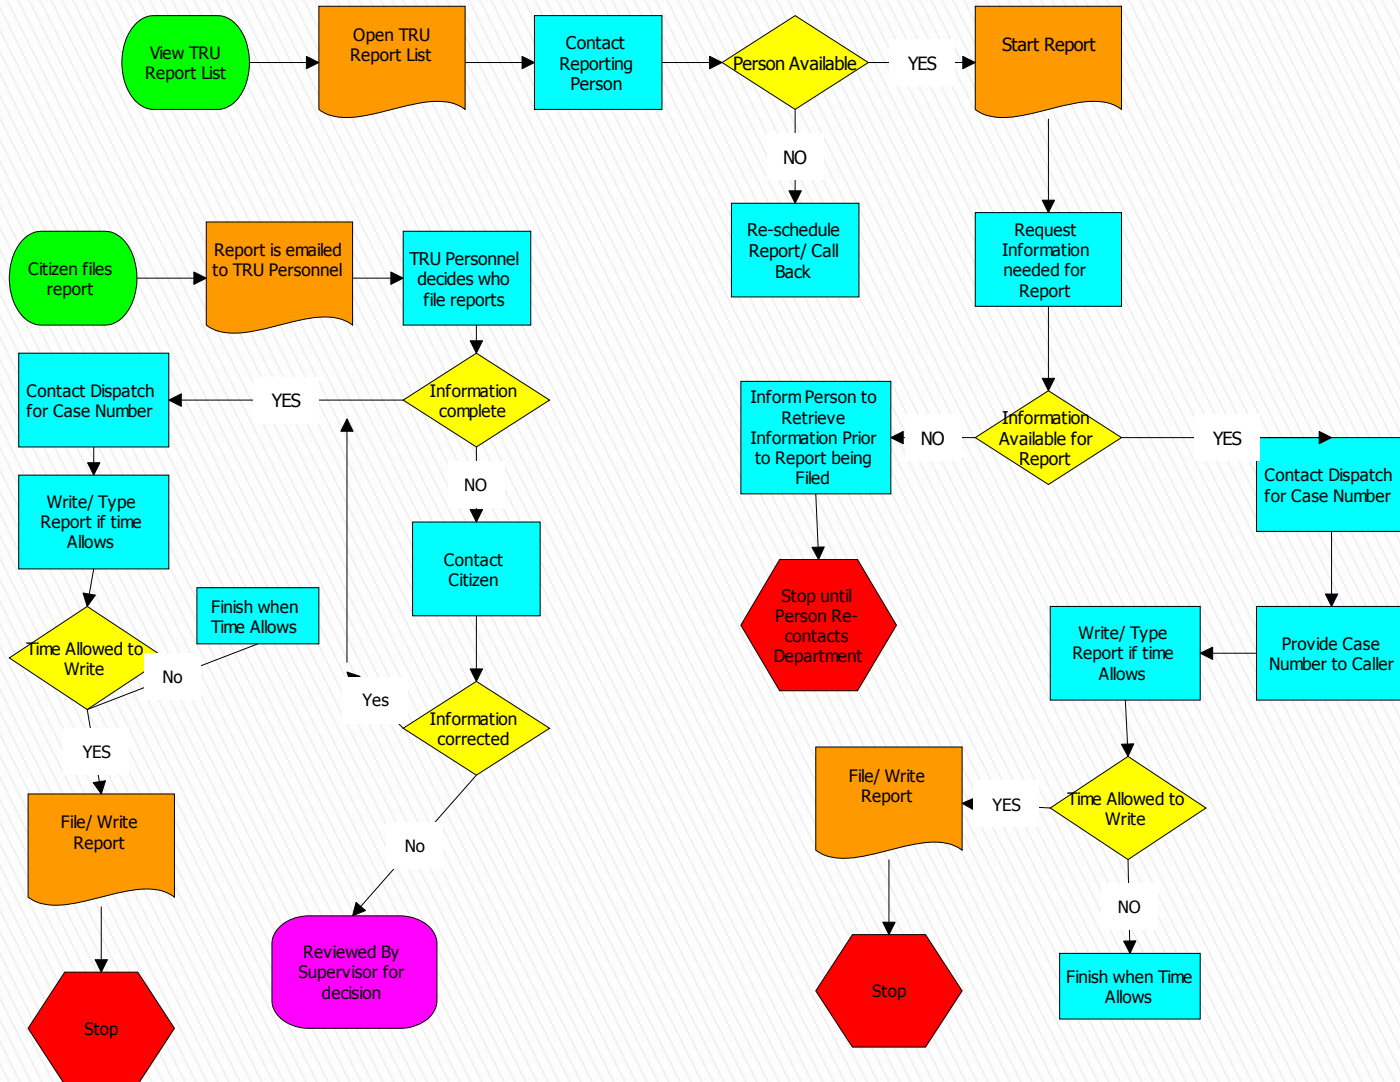 View TRU
Report List
Open TRU
Report List
Contact
Reporting
Person
Person Available
YES
Start Report
NO
Re-schedule
Report/ Call
Back
Request
Information
needed for
Report
Citizen files
report
Report is emailed
to TRU Personnel
TRU Personnel
decides who
file reports
Information
complete
YES
Contact Dispatch
for Case Number
NO
Write/ Type
Report if time
Allows
Contact
Citizen
Finish when
Time Allows
Time Allowed to
Write
No
Yes
Information
corrected
YES
File/ Write
Report
No
Reviewed By
Supervisor for
decision
Stop
Inform Person to
Retrieve
Information Prior
to Report being
Filed
NO
Information
Available for
Report
YES
Contact Dispatch
for Case Number
Stop until
Person Re-
contacts
Department
Write/ Type
Report if time
Allows
Provide Case
Number to Caller
File/ Write
Report
YES
Time Allowed to
Write
NO
Stop
Finish when Time
Allows